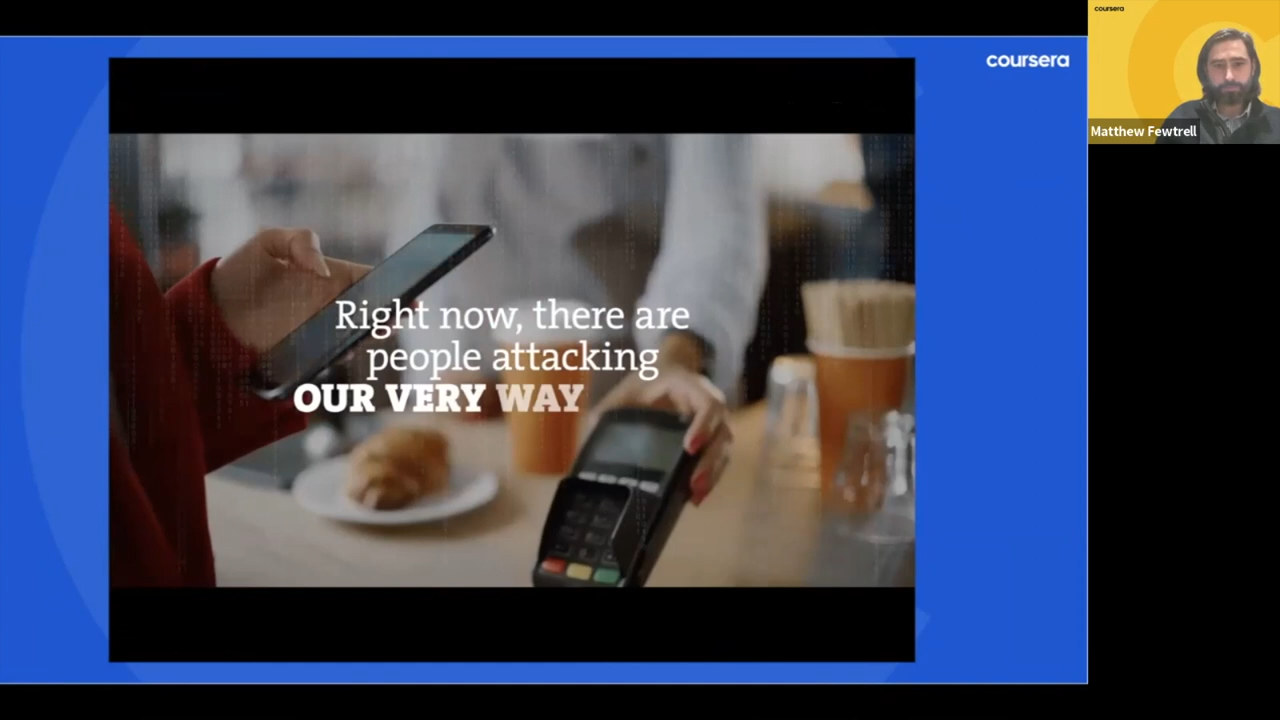 coursera
Right now, there are
people attacking
OUR VERY WAY
coursera
Matthew Fewtrell